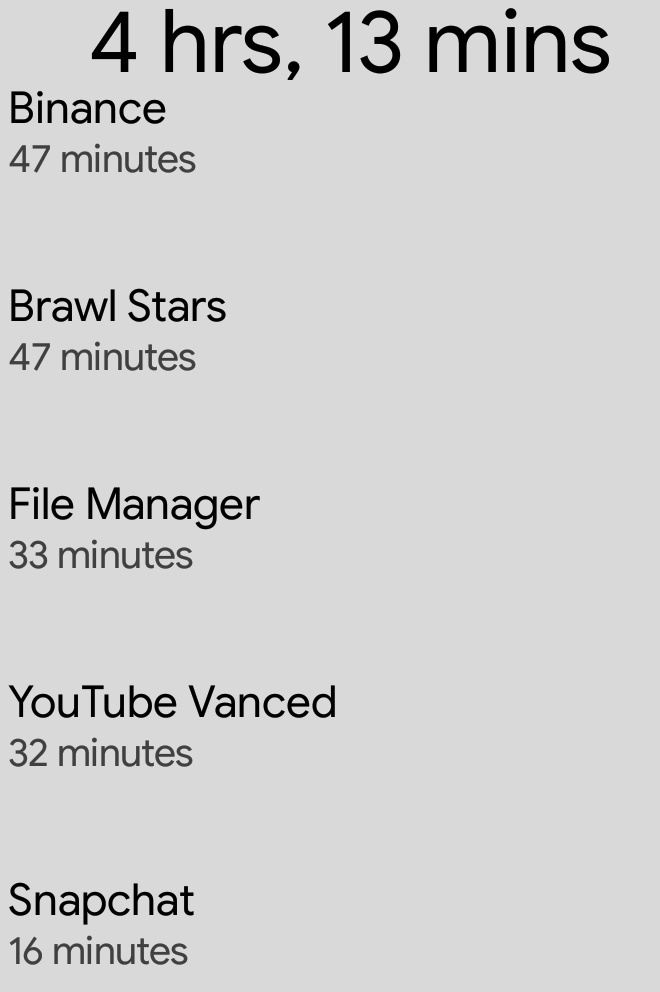 4 hrs, 13 mins
Binance
47 minutes
Brawl Stars
47 minutes
File Manager
33 minutes
YouTube Vanced
32 minutes
Snapchat
16 minutes